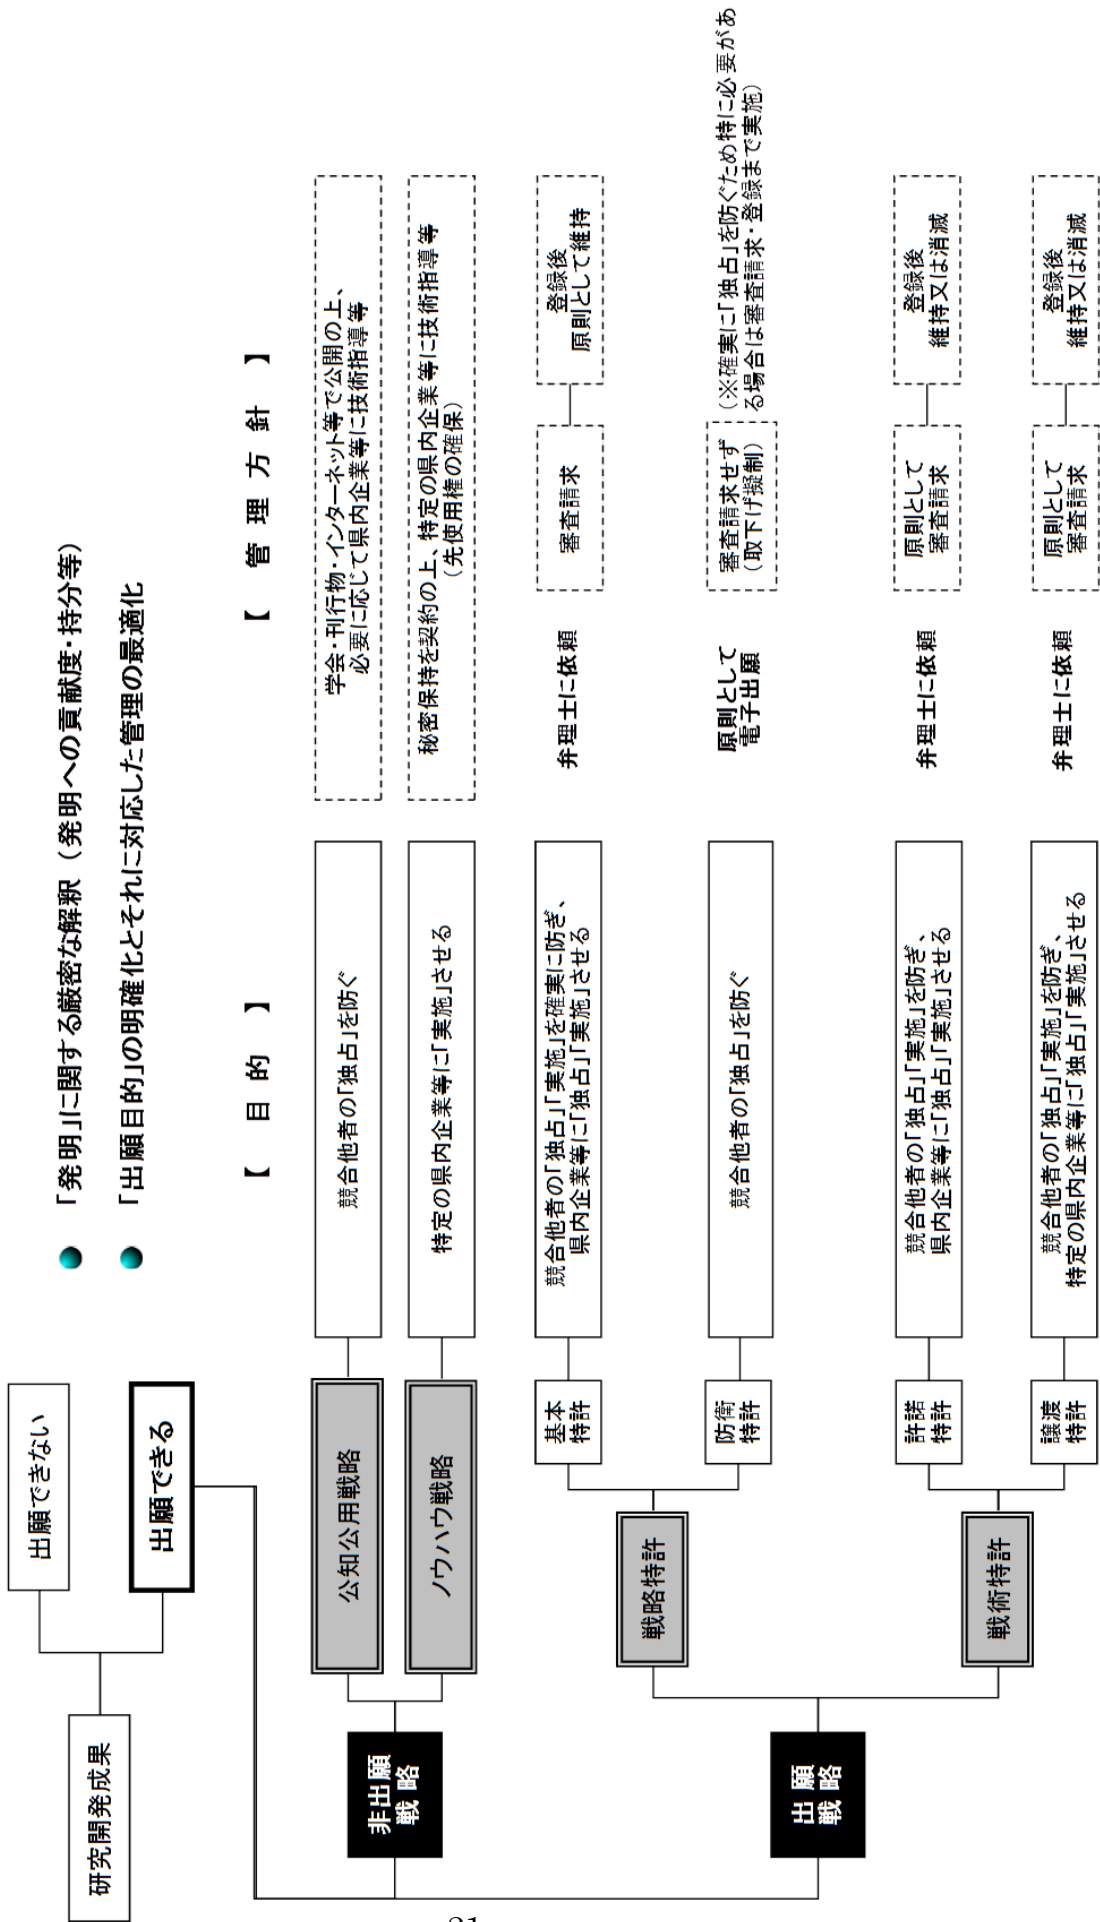 研究開発成果
出願できない
出願できる
「発明」に関する厳密な解釈（発明への貢献度・持分等）
「出願目的」の明確化とそれに対応した管理の最適化
【 目 的 】
【 管 理 方 針 】
非出願
戦 略
公知公用戦略
競合他者の「独占」を防ぐ
学会・刊行物・インターネット等で公開の上、
必要に応じて県内企業等に技術指導等
ノウハウ戦略
特定の県内企業等に「実施」させる
秘密保持を契約の上、特定の県内企業等に技術指導等
（先使用権の確保）
出 願
戦 略
戦略特許
基本
特許
競合他者の「独占」「実施」を確実に防ぎ、
県内企業等に「独占」「実施」させる
弁理士に依頼
審査請求
登録後
原則として維持
防衛
特許
競合他者の「独占」を防ぐ
原則として
電子出願
審査請求せず
（取下げ擬制）
（※確実に「独占」を防ぐため特に必要があ
る場合は審査請求・登録まで実施）
戦術特許
許諾
特許
競合他者の「独占」「実施」を防ぎ、
県内企業等に「独占」「実施」させる
弁理士に依頼
原則として
審査請求
登録後
維持又は消滅
譲渡
特許
競合他者の「独占」「実施」を防ぎ、
特定の県内企業等に「独占」「実施」させる
弁理士に依頼
原則として
審査請求
登録後
維持又は消滅